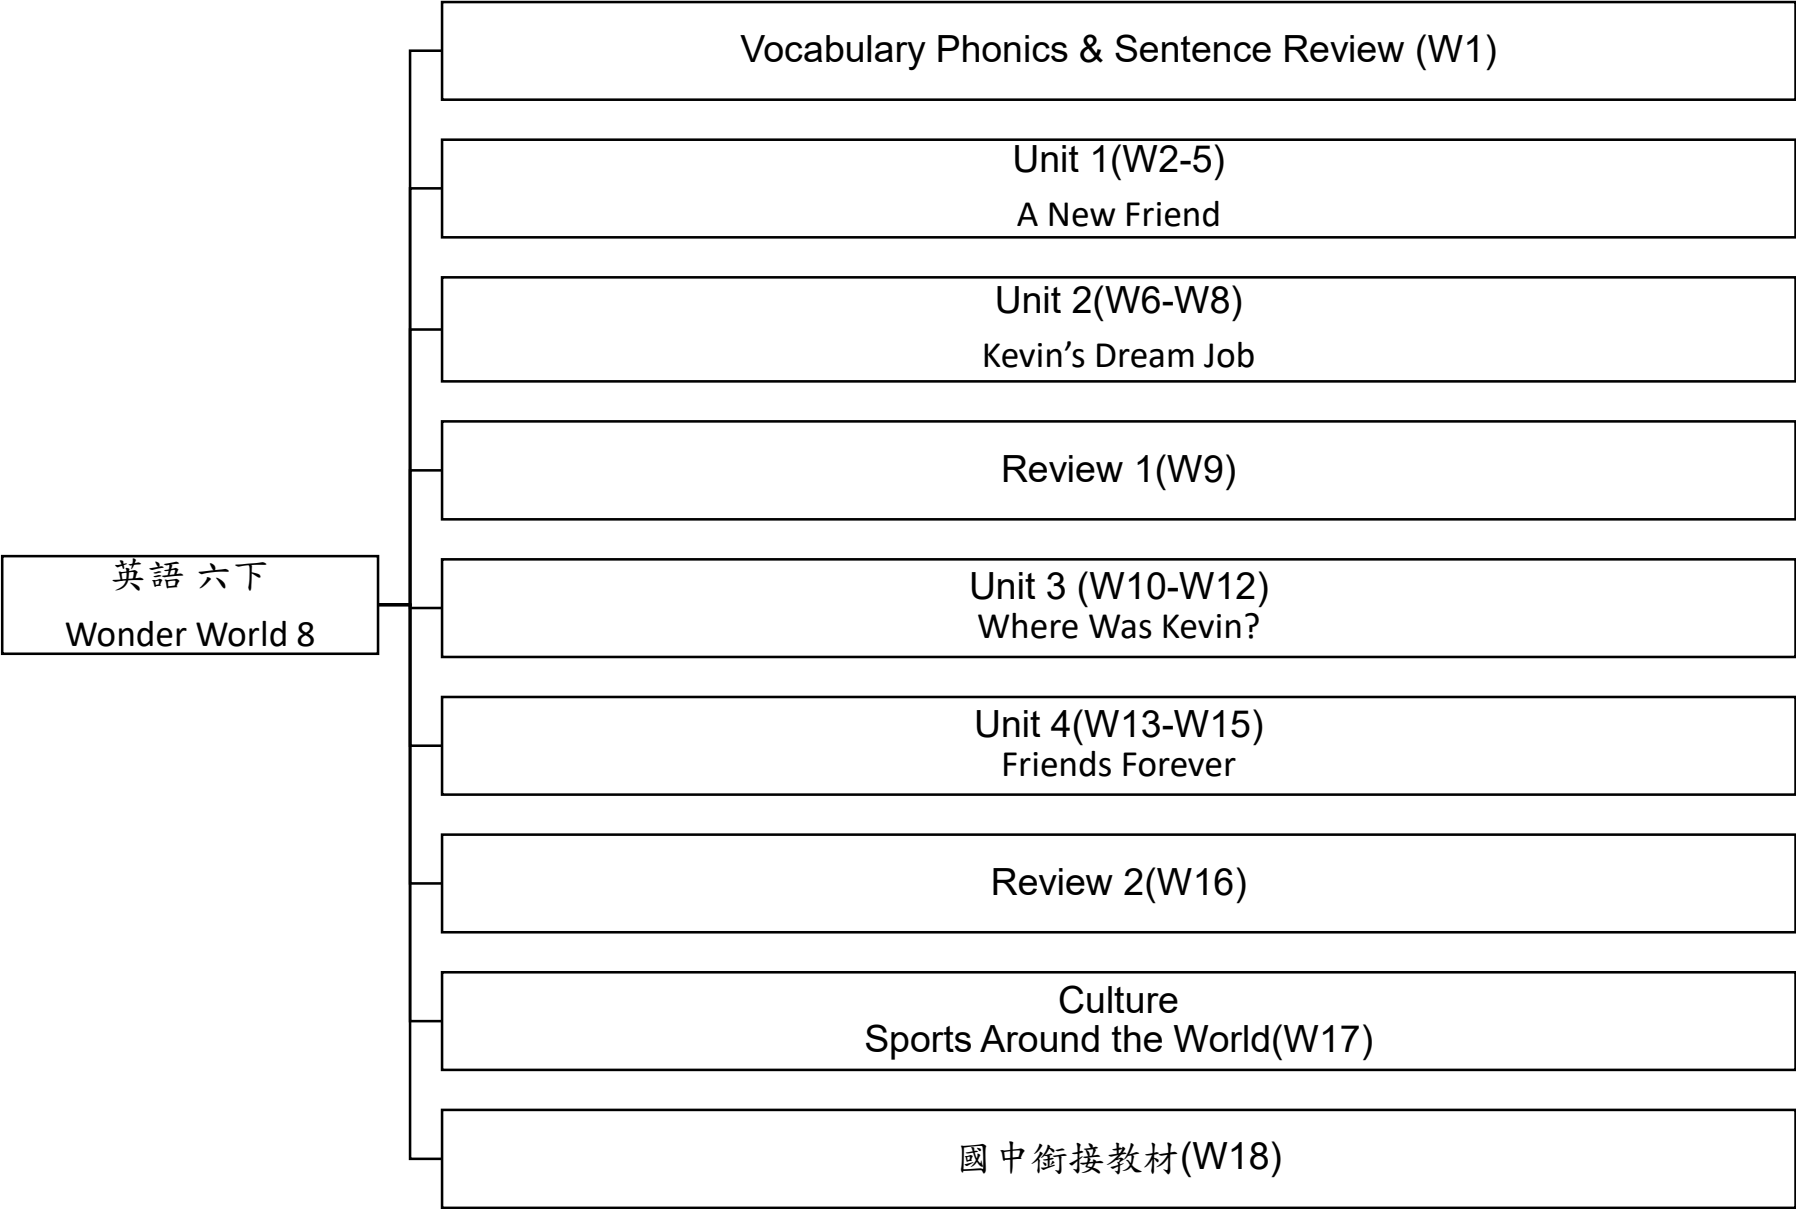 英語 六下
Wonder World 8
Vocabulary Phonics & Sentence Review (W1)
Unit 1(W2-5)
A New Friend
Unit 2(W6-W8)
Kevin’s Dream Job
Review 1(W9)
Unit 3 (W10-W12)
Where Was Kevin?
Unit 4(W13-W15)
Friends Forever
Review 2(W16)
Culture
Sports Around the World(W17)
國中銜接教材(W18)